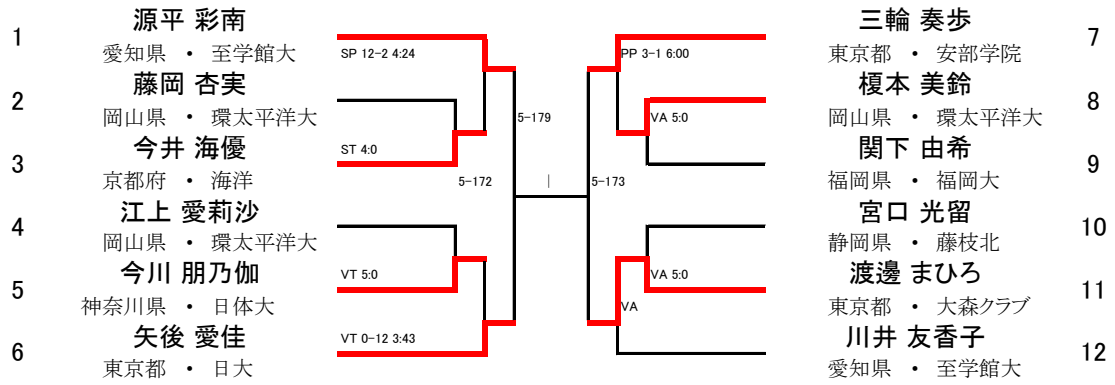 1
源平 彩南
愛知県 ・ 至学館大
SP 12-2 4:24
2
藤岡 杏実
岡山県 ・ 環太平洋大
3
今井 海優
京都府 ・ 海洋
ST 4:0
4
江上 愛莉沙
岡山県 ・ 環太平洋大
5
今川 朋乃伽
神奈川県 ・ 日体大
VT 5:0
6
矢後 愛佳
東京都 ・ 日大
VT 0-12 3:43
5-179
5-172
|
5-173
三輪 奏歩
東京都 ・ 安部学院
7
PP 3-1 6:00
榎本 美鈴
岡山県 ・ 環太平洋大
8
VA 5:0
関下 由希
福岡県 ・ 福岡大
9
宮口 光留
静岡県 ・ 藤枝北
10
渡邊 まひろ
東京都 ・ 大森クラブ
11
VA 5:0
VA
川井 友香子
愛知県 ・ 至学館大
12